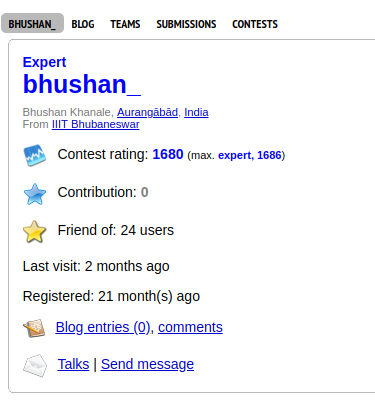 BHUSHAN_ BLOG TEAMS SUBMISSIONS CONTESTS
Expert
bhushan_
Bhushan Khanale, Aurangābād, India
From IIIT Bhubaneswar
Contest rating: 1680 (max. expert, 1686)
Contribution: 0
Friend of: 24 users
Last visit: 2 months ago
Registered: 21 month(s) ago
Blog entries (0), comments
Talks | Send message